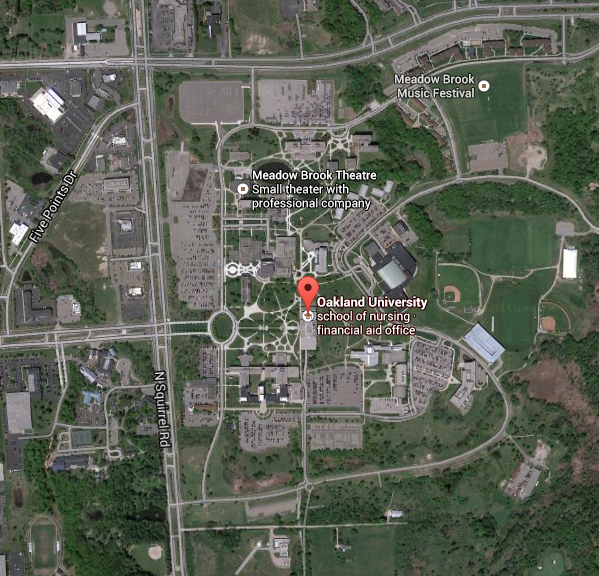 Meadow Brook
Music Festival
Meadow Brook Theatre
Small theater with
professional company
Five Points Dr
Oakland University
school of nursing ·
financial aid office
N Squirrel Rd